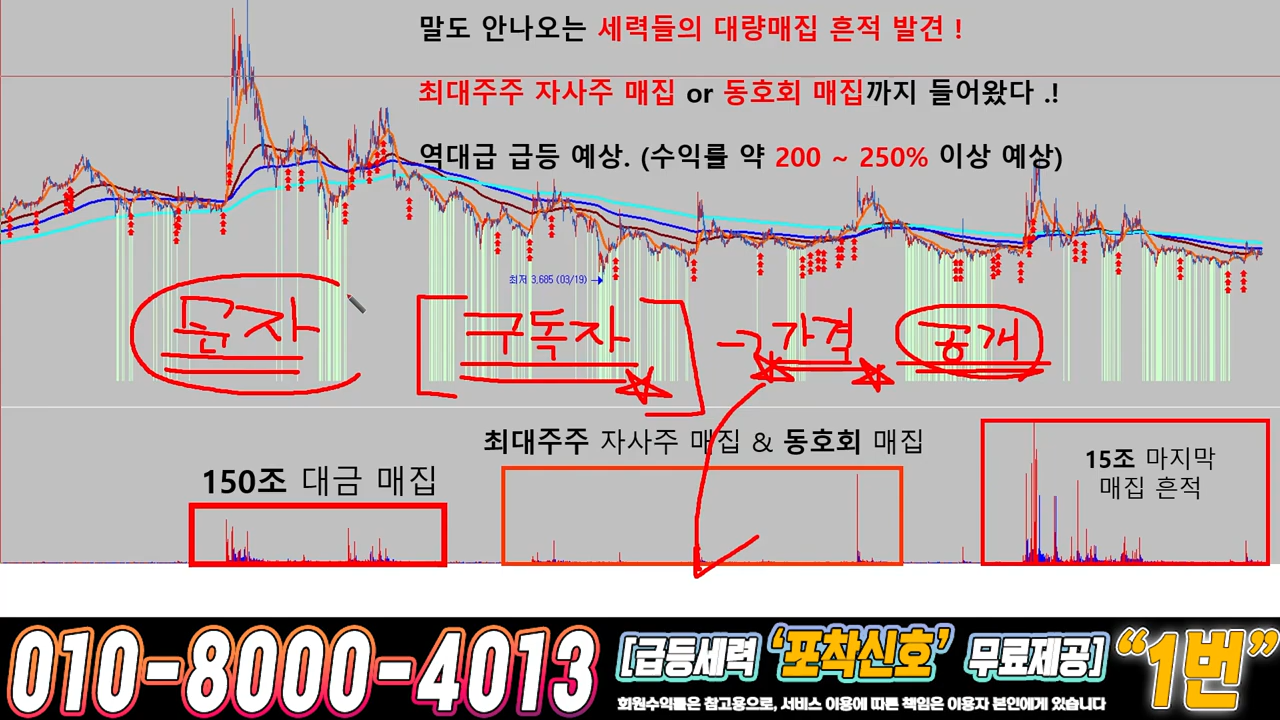 말도 안나오는 세력들의 대량매집 흔적 발견 !
최대주주 자사주 매집 or 동호회 매집까지 들어왔다 .!
역대급 급등 예상. (수익률 약 200 ~ 250% 이상 예상)
최저 3,685 (03/19) →
문자 구독자 → 가격 공개
최대주주 자사주 매집 & 동호회 매집
150조 대금 매집
15조 마지막
매집 흔적
010-8000-4013
[급등세력 '포착신호' 무료제공] "1번"
회원수익률은 참고용으로, 서비스 이용에 따른 책임은 이용자 본인에게 있습니다